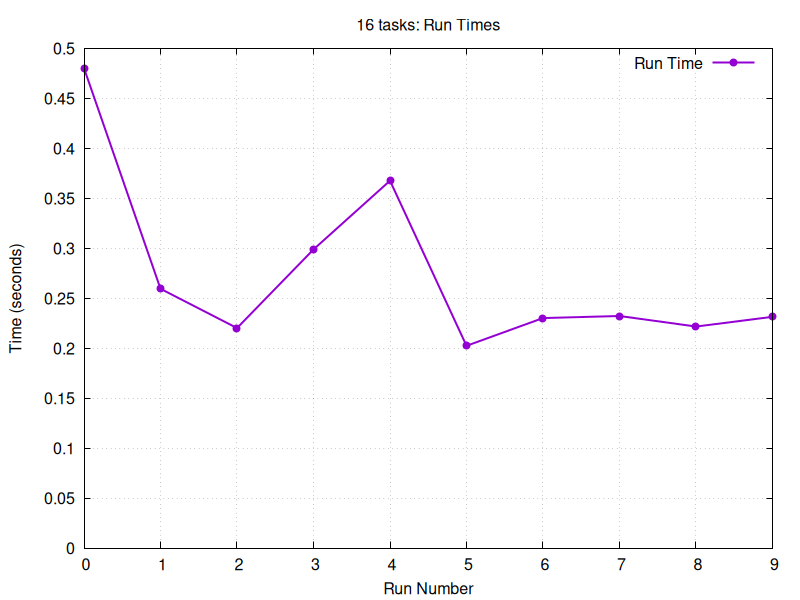 16 tasks: Run Times
Run Time
0.5
0.45
0.4
0.35
0.3
0.25
0.2
0.15
0.1
0.05
0
Time (seconds)
0 1 2 3 4 5 6 7 8 9
Run Number